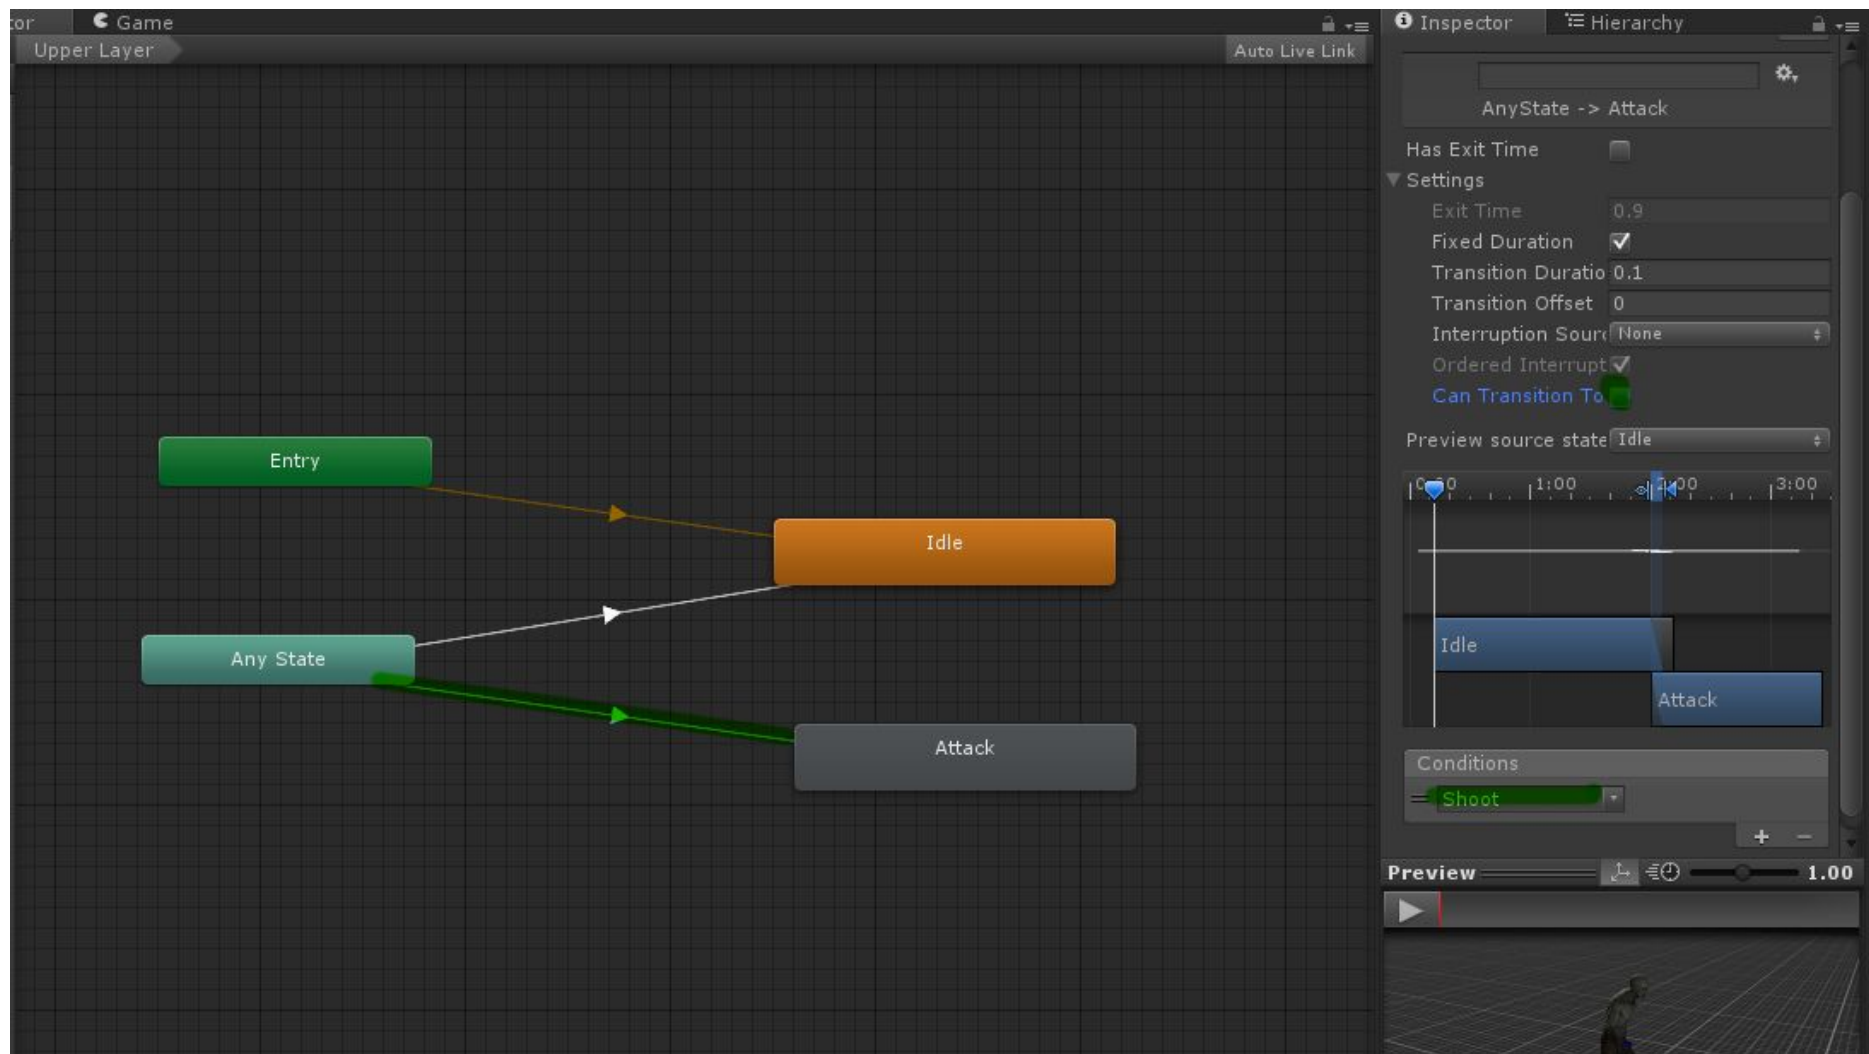 tor Game
Upper Layer Auto Live Link
Entry
Idle
Any State
Attack
Inspector Hierarchy
AnyState -> Attack
Has Exit Time
Settings
Exit Time 0.9
Fixed Duration
Transition Duratio 0.1
Transition Offset 0
Interruption Sour None
Ordered Interrupt
Can Transition To
Preview source state Idle
1:00 3:00
Idle
Attack
Conditions
Shoot
+ −
Preview 1.00